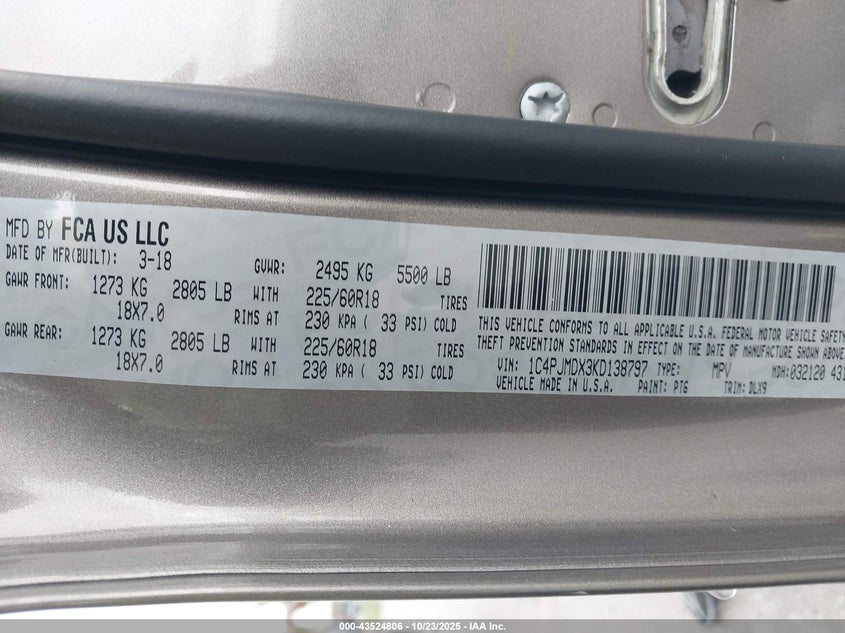 MFD BY FCA US LLC
DATE OF MFR(BUILT): 3-18 GVWR: 2495 KG 5500 LB
GAWR FRONT: 1273 KG 2805 LB WITH 225/60R18 TIRES
18X7.0 RIMS AT 230 KPA ( 33 PSI) COLD
GAWR REAR: 1273 KG 2805 LB WITH 225/60R18 TIRES
18X7.0 RIMS AT 230 KPA ( 33 PSI) COLD
THIS VEHICLE CONFORMS TO ALL APPLICABLE U.S.A. FEDERAL MOTOR VEHICLE SAFETY
THEFT PREVENTION STANDARDS IN EFFECT ON THE DATE OF MANUFACTURE SHOWN ABOVE
VIN: 1C4PJMDX3KD138797 TYPE: MPV MDH: 032120 431
VEHICLE MADE IN U.S.A. PAINT: PTG TRIM: DLX9
000-43524806 - 10/23/2025 - IAA Inc.